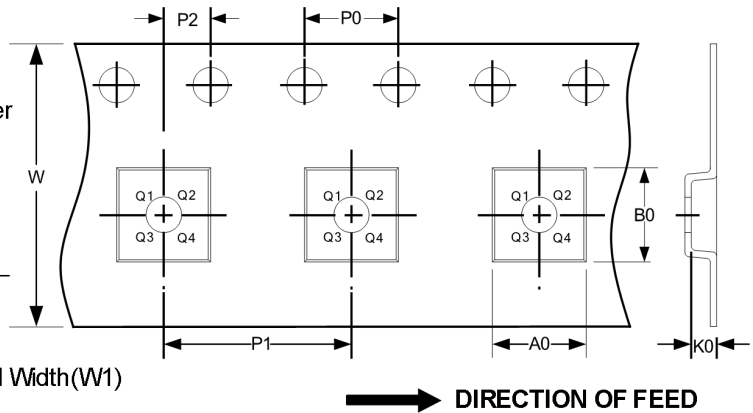 P2
P0
er
W
Q1 Q2
Q3 Q4
Q1 Q2
Q3 Q4
Q1 Q2
Q3 Q4
B0
P1
A0
K0
Width(W1)
DIRECTION OF FEED